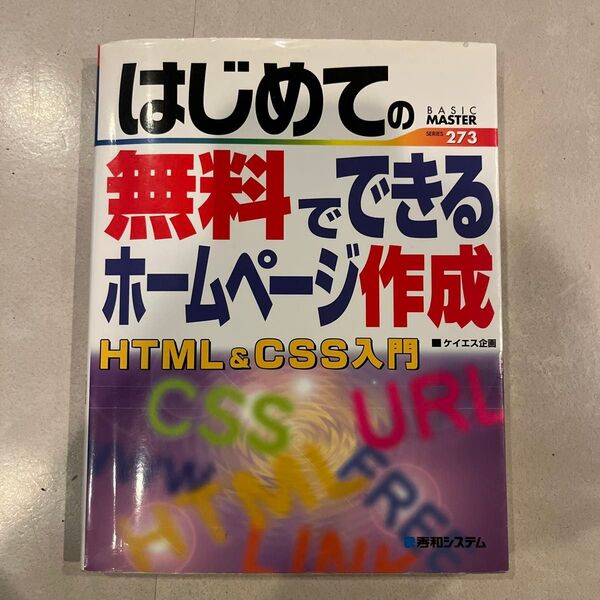 はじめての
BASIC
MASTER
SERIES 273
無料でできる
ホームページ作成
HTML&CSS入門
■ケイエス企画
CSS
URL
WWW
HTML
FREE
LINK
秀和システム